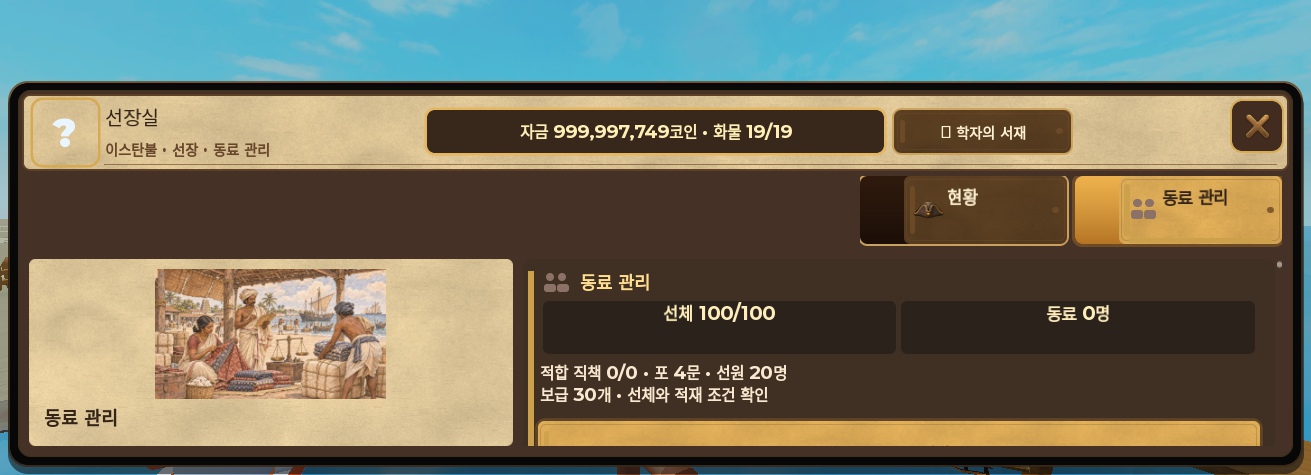 ?
선장실
이스탄불 · 선장 · 동료 관리
자금 999,997,749코인 · 화물 19/19
학자의 서재
현황
동료 관리
동료 관리
동료 관리
선체 100/100
동료 0명
적합 직책 0/0 · 포 4문 · 선원 20명
보급 30개 · 선체와 적재 조건 확인